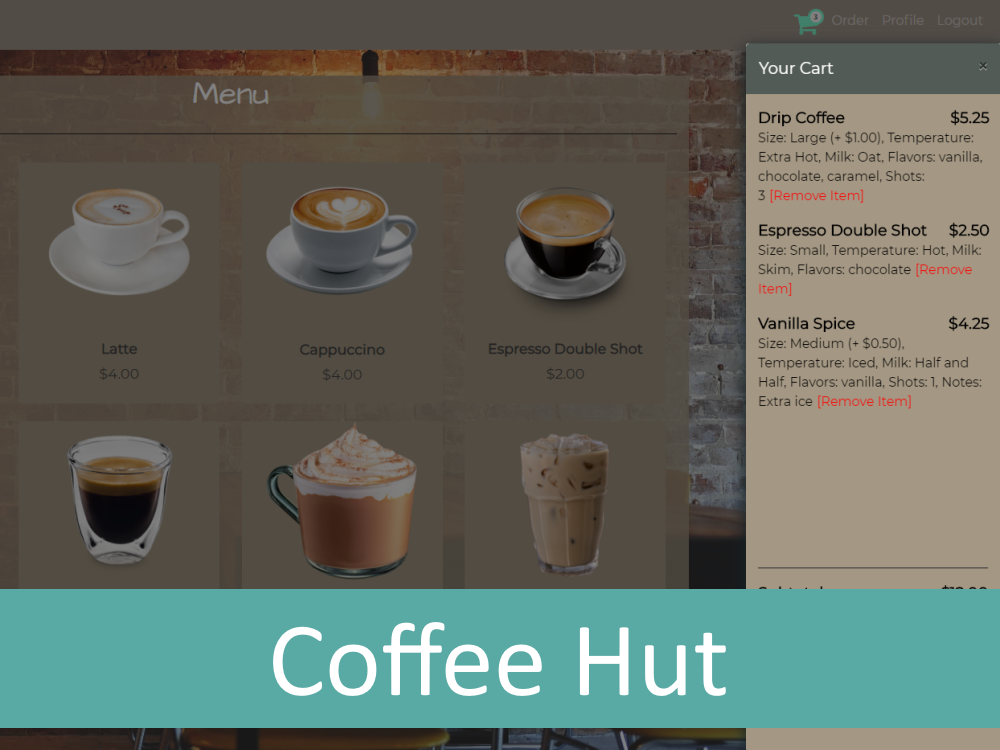 3
Order Profile Logout
Your Cart ×
Menu
Drip Coffee $5.25
Size: Large (+ $1.00), Temperature:
Extra Hot, Milk: Oat, Flavors: vanilla,
chocolate, caramel, Shots:
3 [Remove Item]
Espresso Double Shot $2.50
Size: Small, Temperature: Hot, Milk:
Skim, Flavors: chocolate [Remove
Item]
Vanilla Spice $4.25
Size: Medium (+ $0.50),
Temperature: Iced, Milk: Half and
Half, Flavors: vanilla, Shots: 1, Notes:
Extra ice [Remove Item]
Latte
$4.00
Cappuccino
$4.00
Espresso Double Shot
$2.00
Coffee Hut